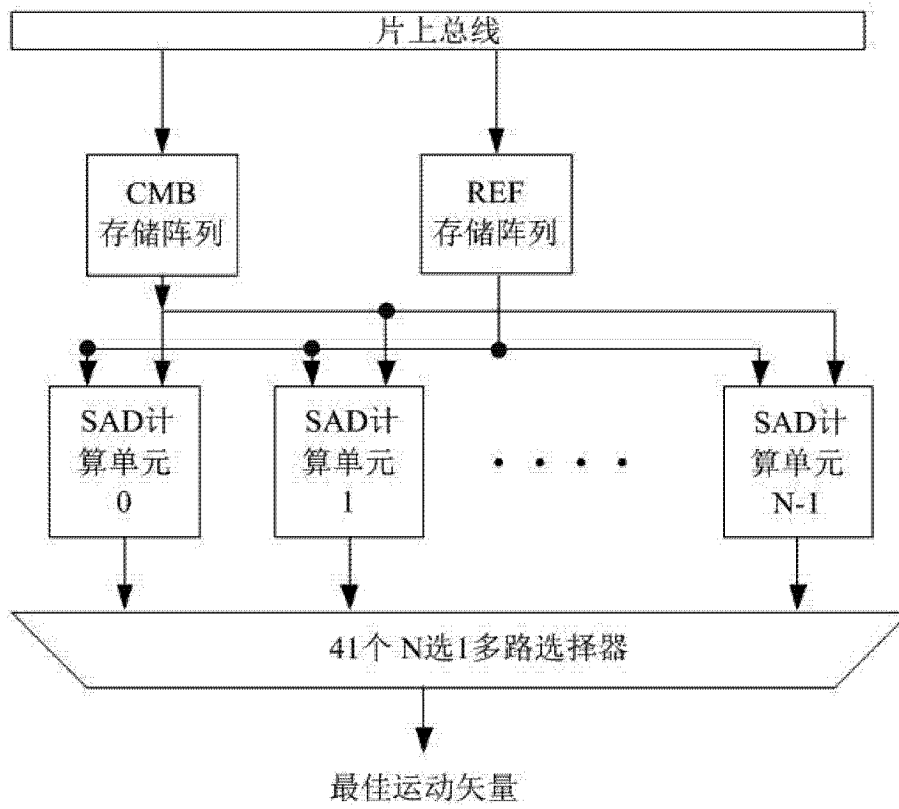 片上总线
CMB
存储阵列
REF
存储阵列
SAD计
算单元
0
SAD计
算单元
1
SAD计
算单元
N-1
41个 N选1多路选择器
最佳运动矢量